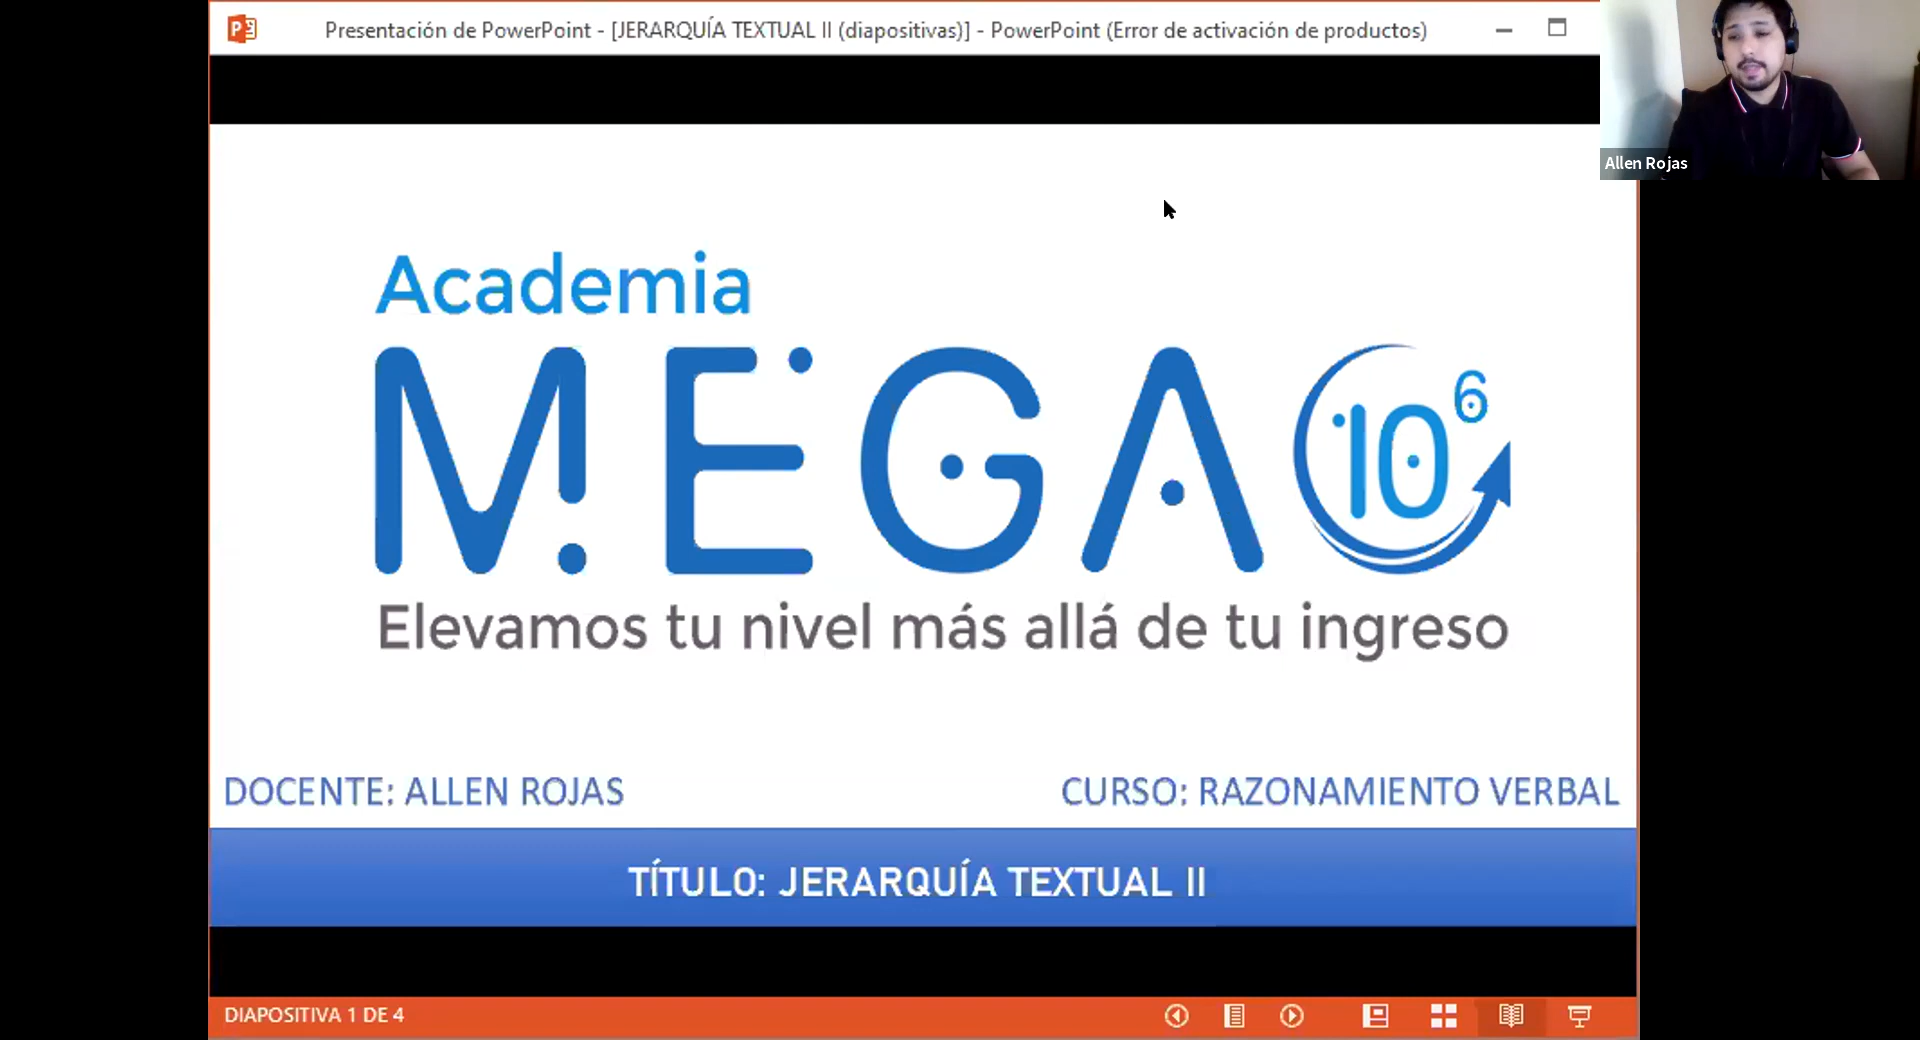 Presentación de PowerPoint - [JERARQUÍA TEXTUAL II (diapositivas)] - PowerPoint (Error de activación de productos)
Allen Rojas
Academia
MEGA 10⁶
Elevamos tu nivel más allá de tu ingreso
DOCENTE: ALLEN ROJAS
CURSO: RAZONAMIENTO VERBAL
TÍTULO: JERARQUÍA TEXTUAL II
DIAPOSITIVA 1 DE 4